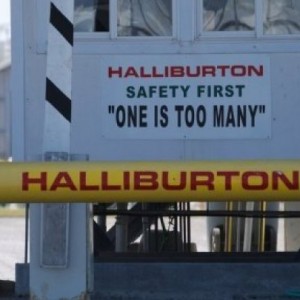 HALLIBURTON
SAFETY FIRST
"ONE IS TOO MANY"
HALLIBURTON